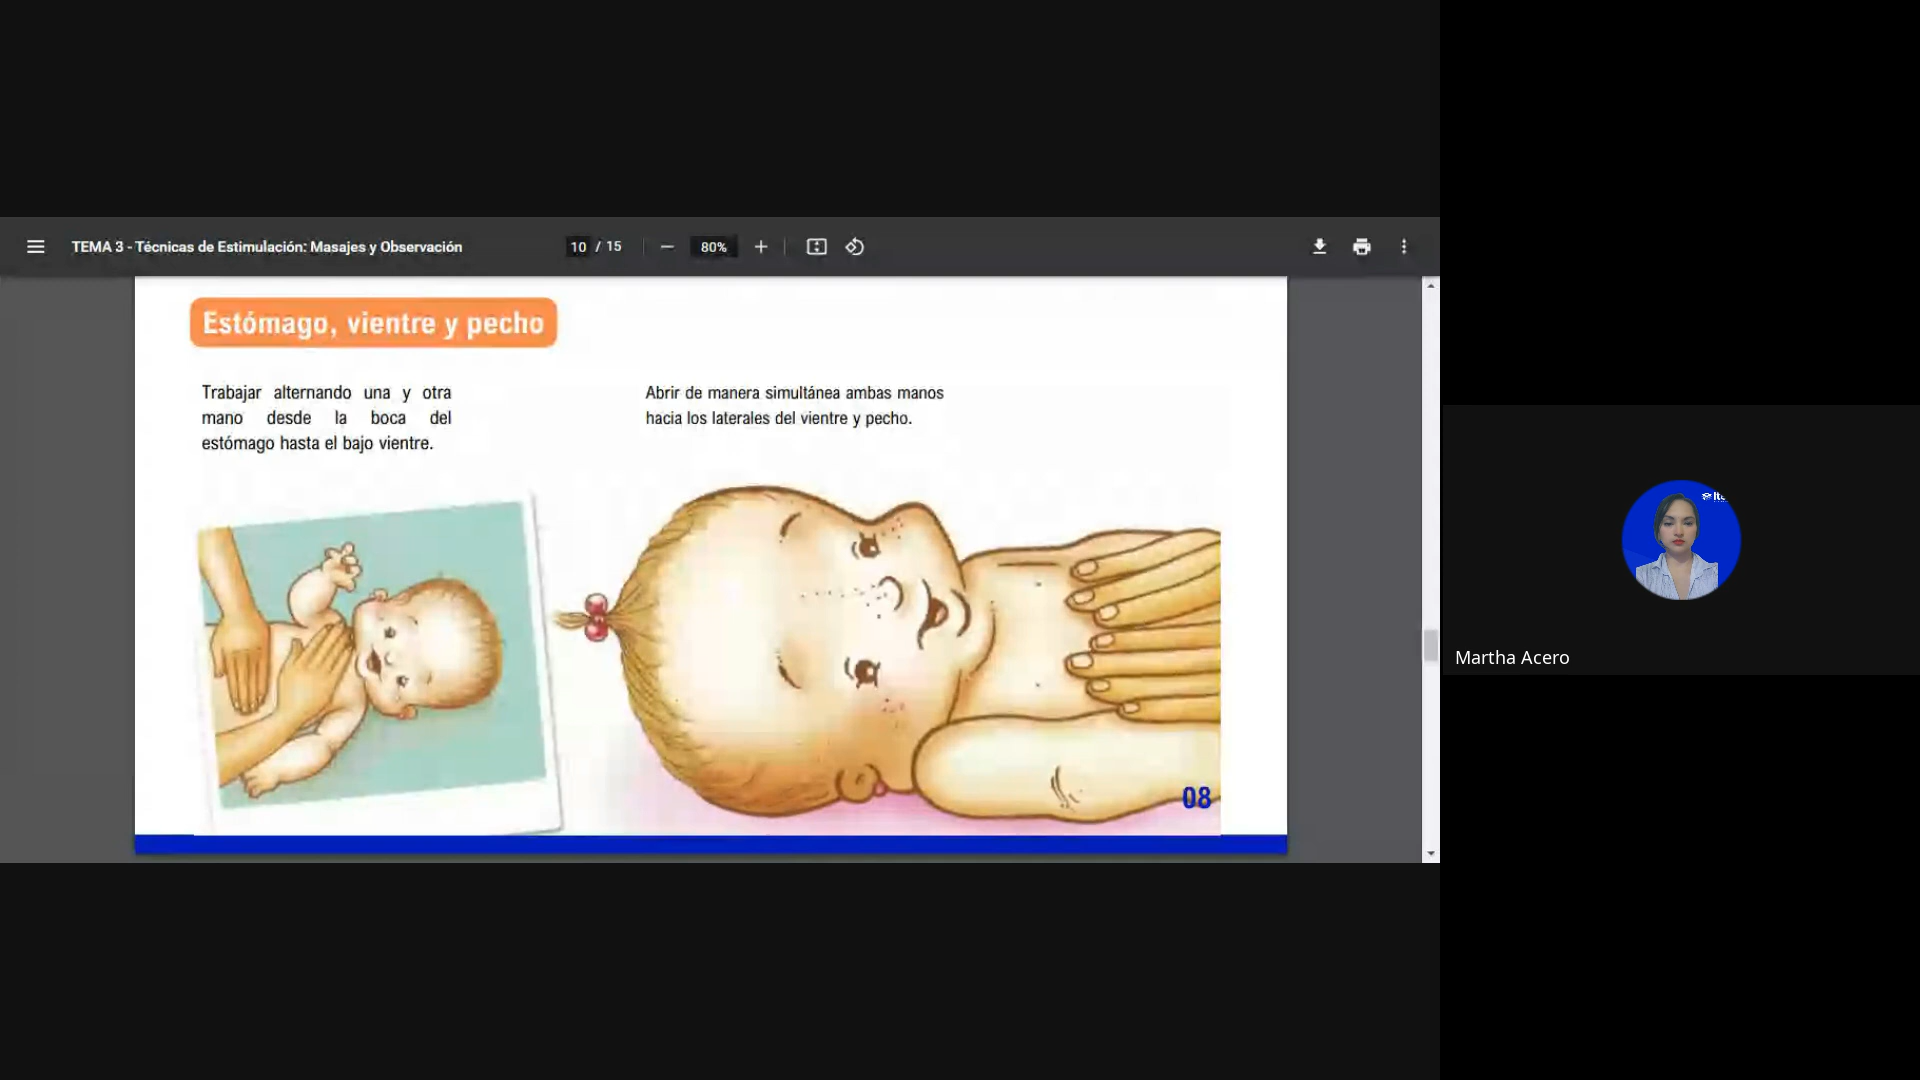 TEMA 3 - Técnicas de Estimulación: Masajes y Observación
10 / 15
80%
Estómago, vientre y pecho
Trabajar alternando una y otra
mano desde la boca del
estómago hasta el bajo vientre.
Abrir de manera simultánea ambas manos
hacia los laterales del vientre y pecho.
08
Martha Acero